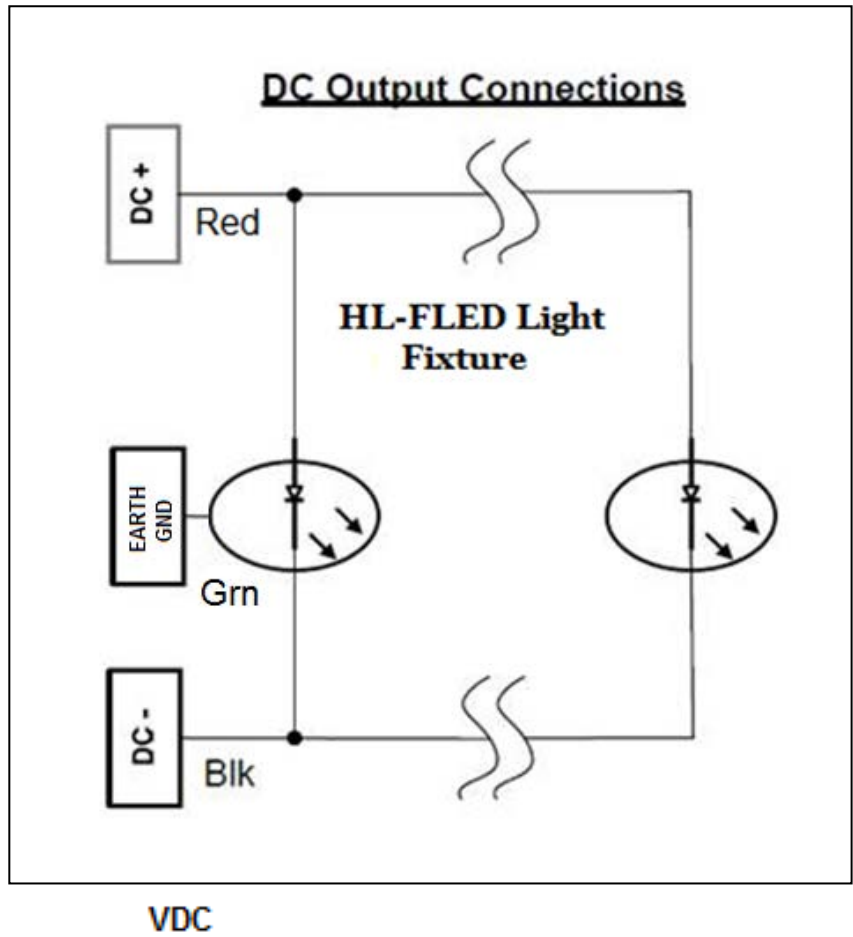 DC Output Connections
DC +
Red
HL-FLED Light
Fixture
EARTH
GND
Grn
DC -
Blk
VDC